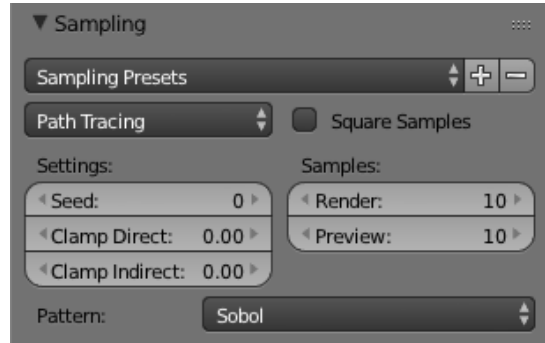 Sampling
Sampling Presets
Path Tracing Square Samples
Settings: Samples:
Seed: 0 Render: 10
Clamp Direct: 0.00 Preview: 10
Clamp Indirect: 0.00
Pattern: Sobol